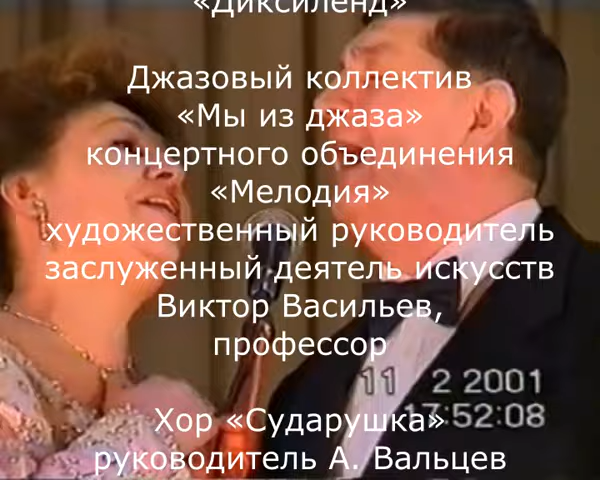 «Диксиленд»
Джазовый коллектив
«Мы из джаза»
концертного объединения
«Мелодия»
художественный руководитель
заслуженный деятель искусств
Виктор Васильев,
профессор
11 2 2001
17:52:08
Хор «Сударушка»
руководитель А. Вальцев